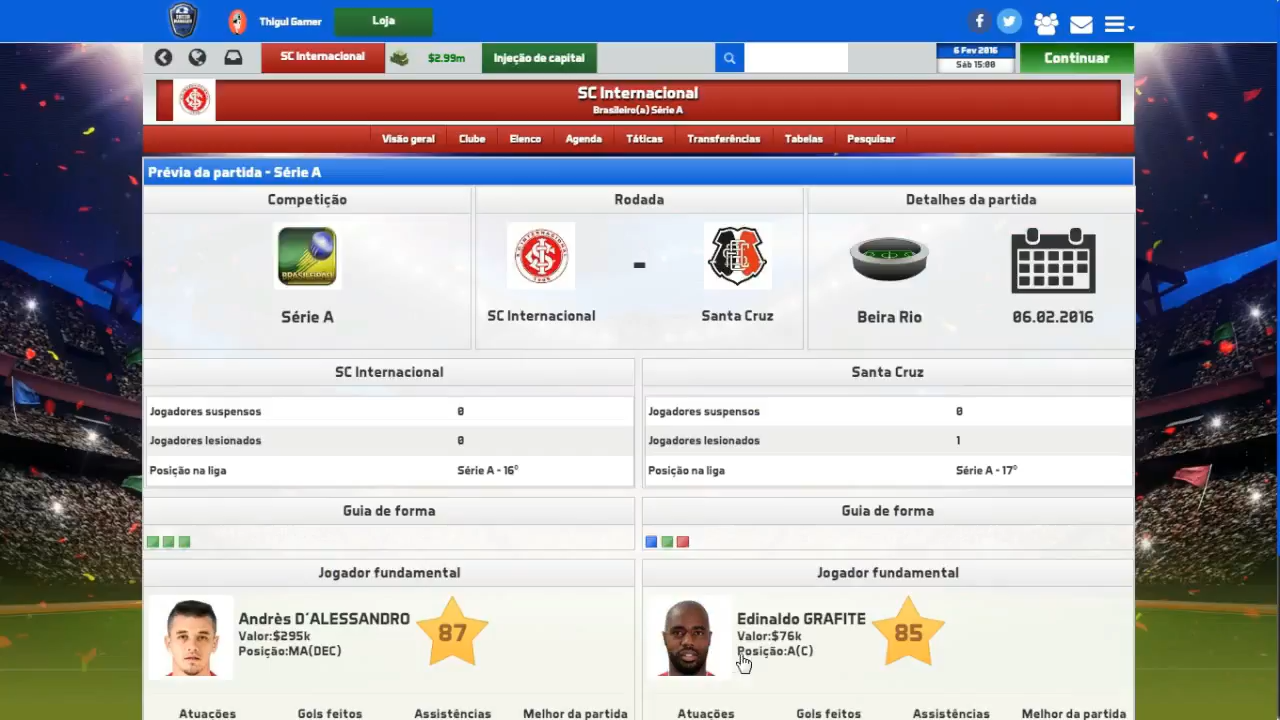 Thigul Gamer
Loja
SC Internacional
$2.99m
Injeção de capital
6 Fev 2016
Sáb 15:00
Continuar
SC Internacional
Brasileiro(a) Série A
Visão geral
Clube
Elenco
Agenda
Táticas
Transferências
Tabelas
Pesquisar
Prévia da partida - Série A
Competição
Rodada
Detalhes da partida
BRASILEIRÃO
-
Série A
SC Internacional
Santa Cruz
Beira Rio
06.02.2016
SC Internacional
Santa Cruz
Jogadores suspensos 0
Jogadores suspensos 0
Jogadores lesionados 0
Jogadores lesionados 1
Posição na liga Série A - 16º
Posição na liga Série A - 17º
Guia de forma
Guia de forma
Jogador fundamental
Jogador fundamental
Andrès D´ALESSANDRO
Valor:$295k
Posição:MA(DEC)
87
Edinaldo GRAFITE
Valor:$76k
Posição:A(C)
85
Atuações Gols feitos Assistências Melhor da partida
Atuações Gols feitos Assistências Melhor da partida